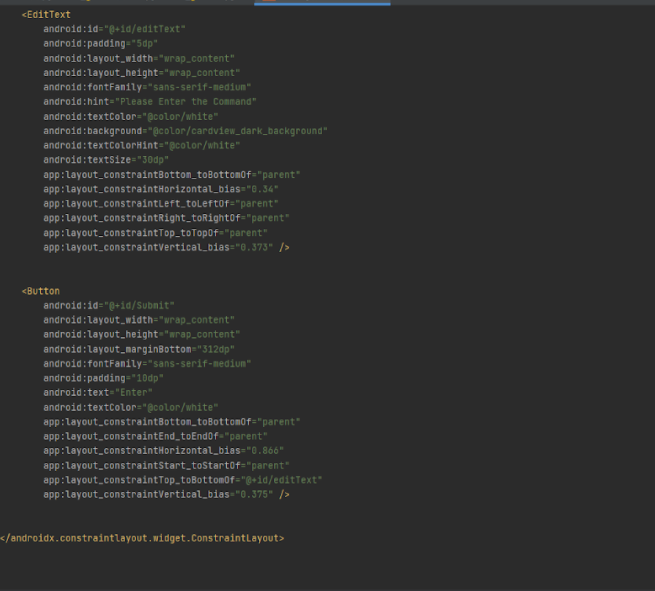 <EditText
android:id="@+id/editText"
android:padding="5dp"
android:layout_width="wrap_content"
android:layout_height="wrap_content"
android:fontFamily="sans-serif-medium"
android:hint="Please Enter the Command"
android:textColor="@color/white"
android:background="@color/cardview_dark_background"
android:textColorHint="@color/white"
android:textSize="30dp"
app:layout_constraintBottom_toBottomOf="parent"
app:layout_constraintHorizontal_bias="0.34"
app:layout_constraintLeft_toLeftOf="parent"
app:layout_constraintRight_toRightOf="parent"
app:layout_constraintTop_toTopOf="parent"
app:layout_constraintVertical_bias="0.373" />
<Button
android:id="@+id/Submit"
android:layout_width="wrap_content"
android:layout_height="wrap_content"
android:layout_marginBottom="312dp"
android:fontFamily="sans-serif-medium"
android:padding="10dp"
android:text="Enter"
android:textColor="@color/white"
app:layout_constraintBottom_toBottomOf="parent"
app:layout_constraintEnd_toEndOf="parent"
app:layout_constraintHorizontal_bias="0.866"
app:layout_constraintStart_toStartOf="parent"
app:layout_constraintTop_toBottomOf="@+id/editText"
app:layout_constraintVertical_bias="0.375" />
</androidx.constraintlayout.widget.ConstraintLayout>